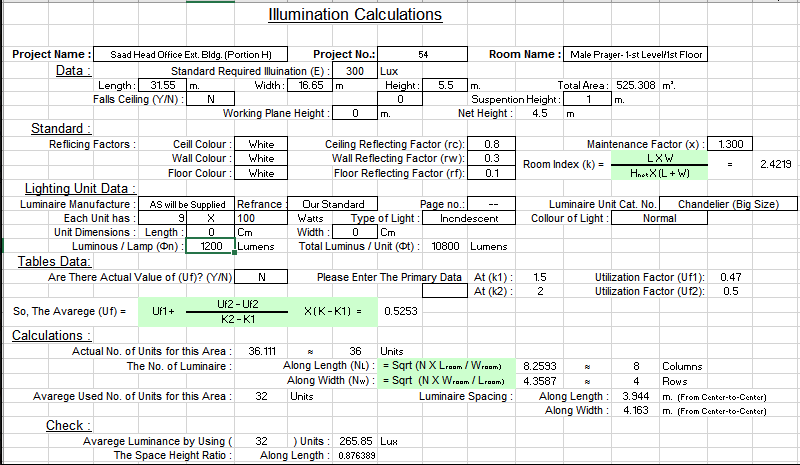 Illumination Calculations
Project Name : Saad Head Office Ext. Bldg. (Portion H) Project No.: 54 Room Name : Male Prayer-1-st Level/1st Floor
Data : Standard Required Illuination (E) : 300 Lux
Length : 31.55 m. Width : 16.65 m Height : 5.5 m. Total Area : 525.308 m².
Falls Ceiling (Y/N) : N 0 Suspention Height : 1 m.
Working Plane Height : 0 m. Net Height : 4.5 m
Standard :
Reflicing Factors : Ceill Colour : White Ceiling Reflecting Factor (rc): 0.8 Maintenance Factor (x) : 1.300
Wall Colour : White Wall Reflecting Factor (rw): 0.3 Room Index (k) = L X W / Hnet X (L + W) = 2.4219
Floor Colour : White Floor Reflecting Factor (rf): 0.1
Lighting Unit Data :
Luminaire Manufacture : AS will be Supplied Refrance : Our Standard Page no.: -- Luminaire Unit Cat. No. Chandelier (Big Size)
Each Unit has : 9 X 100 Watts Type of Light : Incndescent Collour of Light : Normal
Unit Dimensions : Length : 0 Cm Width : 0 Cm
Luminous / Lamp (Φn) : 1200 Lumens Total Luminus / Unit (Φt) : 10800 Lumens
Tables Data:
Are There Actual Value of (Uf)? (Y/N) N Please Enter The Primary Data At (k1) : 1.5 Utilization Factor (Uf1): 0.47
At (k2) : 2 Utilization Factor (Uf2): 0.5
So, The Avarege (Uf) = Uf1+ Uf2 - Uf2 / K2 - K1 X ( K - K1 ) = 0.5253
Calculations :
Actual No. of Units for this Area : 36.111 ≈ 36 Units
The No. of Luminaire : Along Length (NL) : = Sqrt (N X Lroom / Wroom) 8.2593 ≈ 8 Columns
Along Width (Nw) : = Sqrt (N X Wroom / Lroom) 4.3587 ≈ 4 Rows
Avarege Used No. of Units for this Area : 32 Units Luminaire Spacing : Along Length : 3.944 m. (From Center-to-Center)
Along Width : 4.163 m. (From Center-to-Center)
Check :
Avarege Luminance by Using ( 32 ) Units : 265.85 Lux
The Space Height Ratio : Along Length : 0.876389